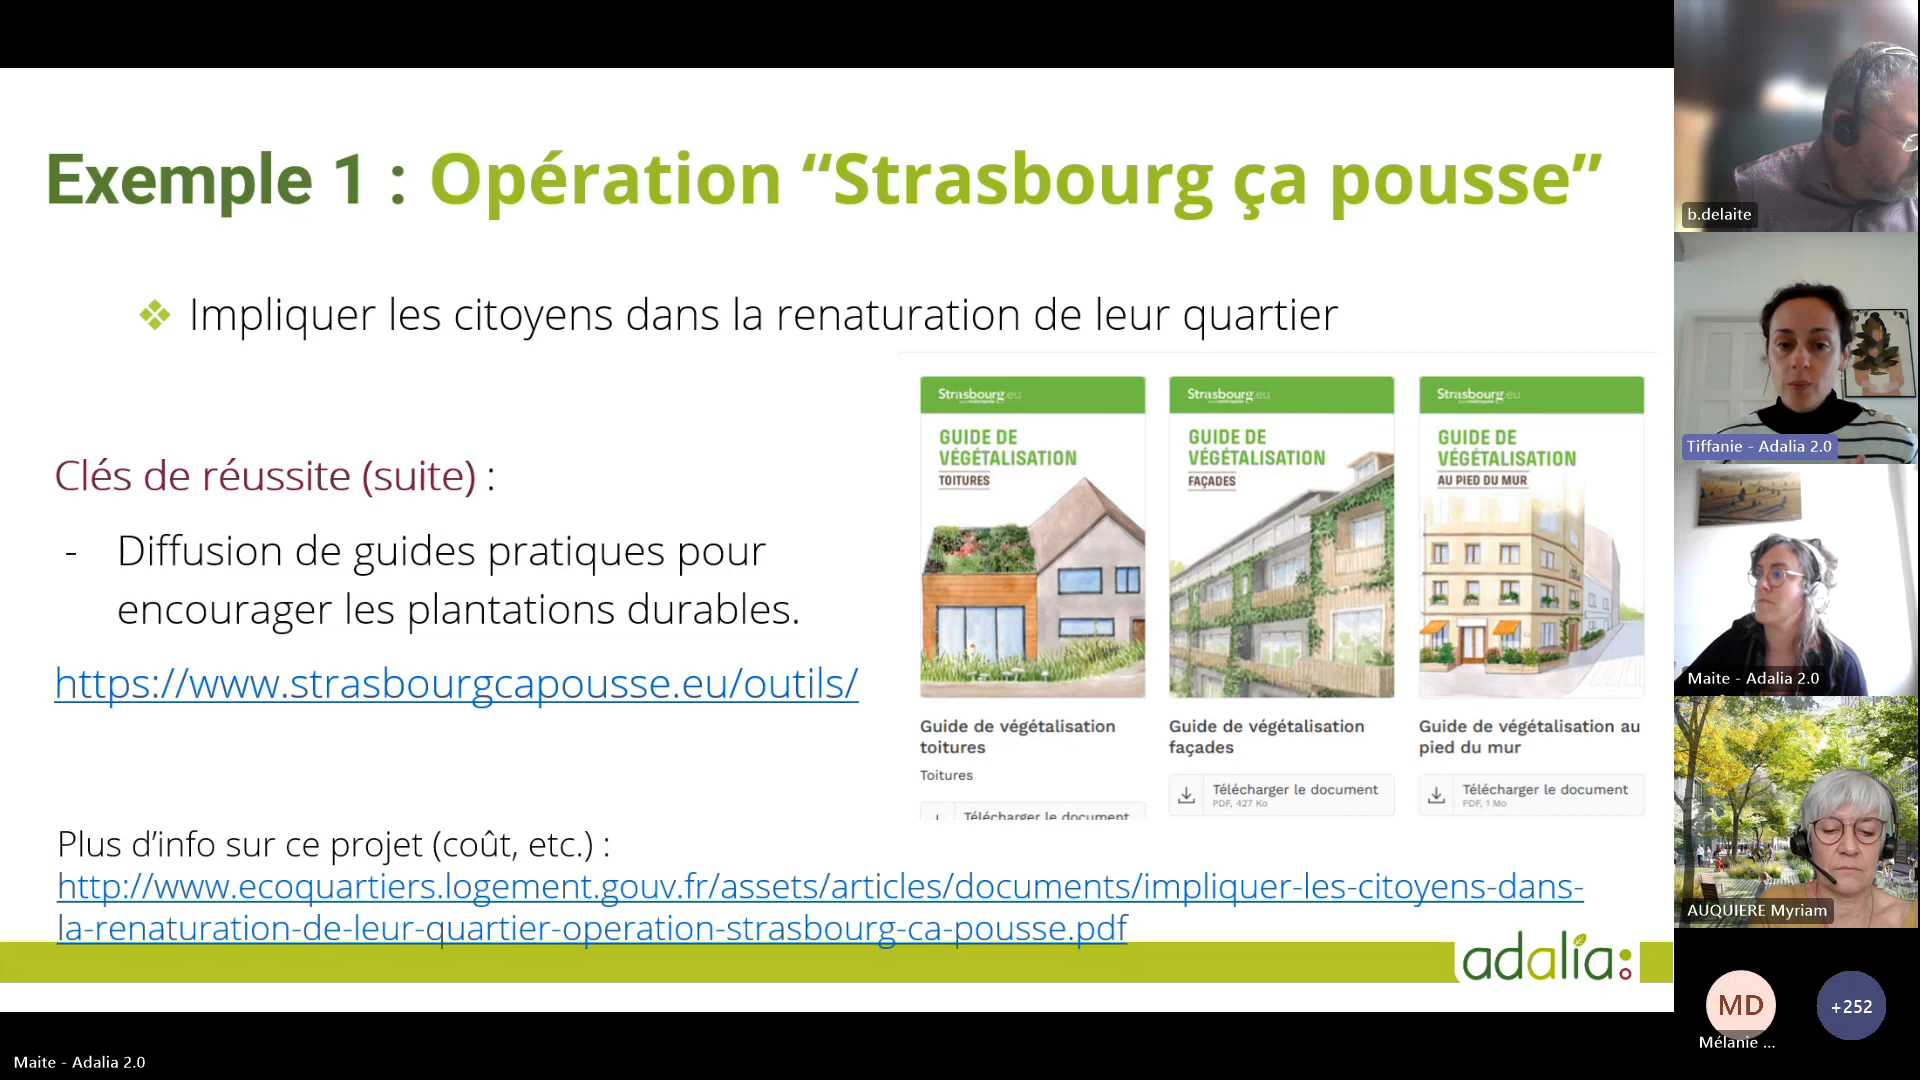 Exemple 1 : Opération “Strasbourg ça pousse”
Impliquer les citoyens dans la renaturation de leur quartier
Clés de réussite (suite) :
- Diffusion de guides pratiques pour
encourager les plantations durables.
https://www.strasbourgcapousse.eu/outils/
Strasbourg.eu
GUIDE DE
VÉGÉTALISATION
TOITURES
Guide de végétalisation
toitures
Toitures
Télécharger le document
Strasbourg.eu
GUIDE DE
VÉGÉTALISATION
FAÇADES
Guide de végétalisation
façades
Télécharger le document
PDF, 427 Ko
Strasbourg.eu
GUIDE DE
VÉGÉTALISATION
AU PIED DU MUR
Guide de végétalisation au
pied du mur
Télécharger le document
PDF, 1 Mo
Plus d’info sur ce projet (coût, etc.) :
http://www.ecoquartiers.logement.gouv.fr/assets/articles/documents/impliquer-les-citoyens-dans-
la-renaturation-de-leur-quartier-operation-strasbourg-ca-pousse.pdf
adalia
Maite - Adalia 2.0
b.delaite
Tiffanie - Adalia 2.0
Maite - Adalia 2.0
AUQUIERE Myriam
MD
+252
Mélanie ...